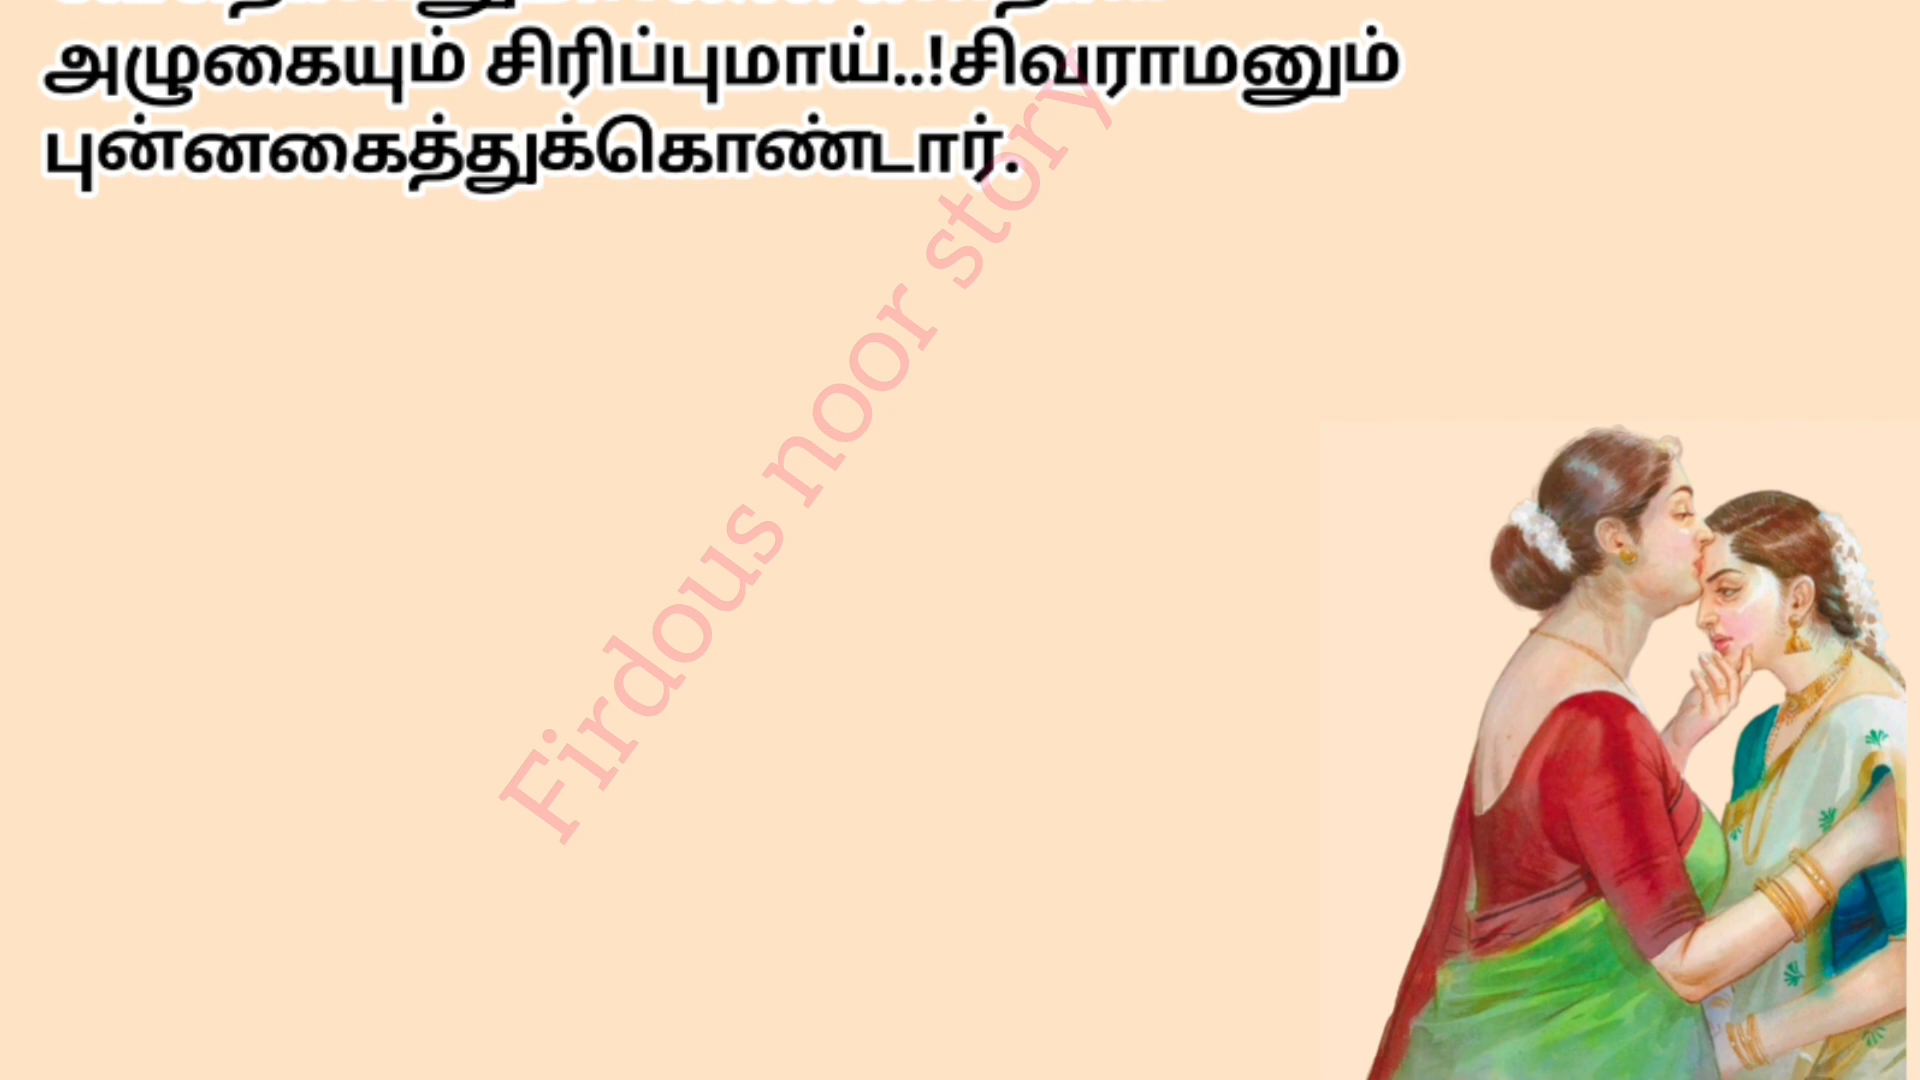 அழுகையும் சிரிப்புமாய்..!சிவராமனும்
புன்னகைத்துக்கொண்டார்.
Firdous noor story